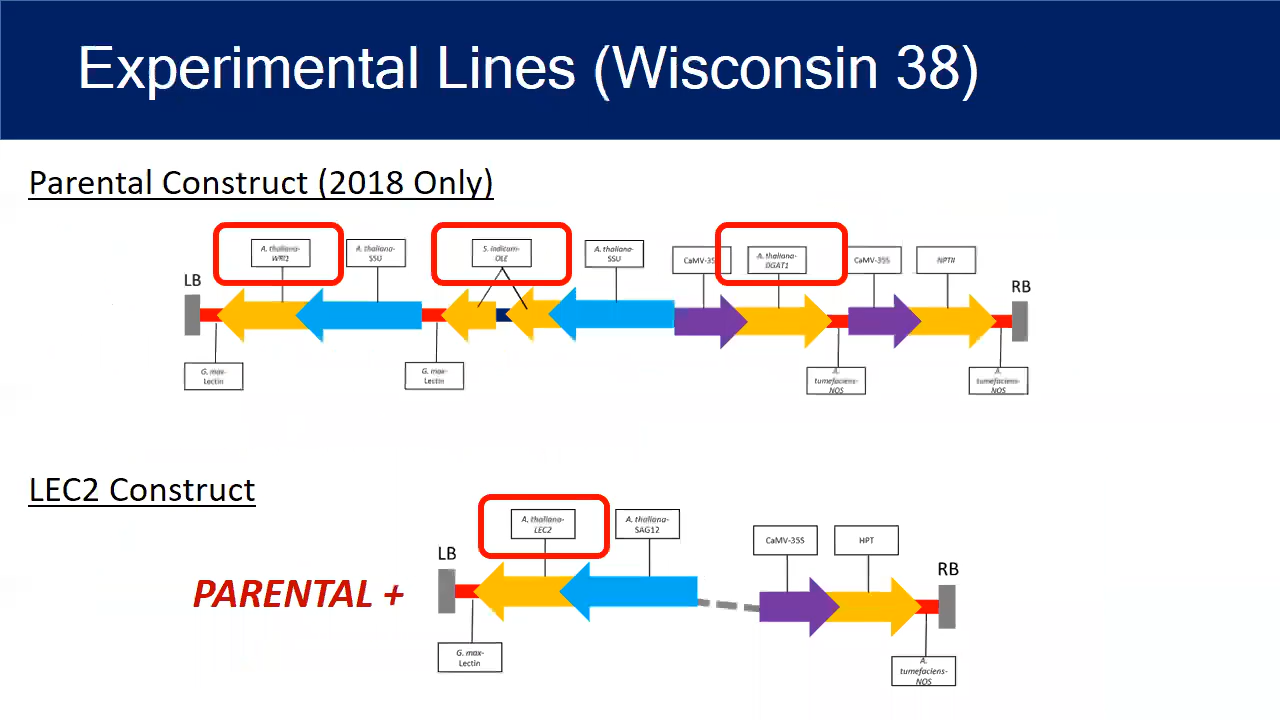 Experimental Lines (Wisconsin 38)
Parental Construct (2018 Only)
LB
A. thaliana-
WRI1
A. thaliana-
SSU
S. indicum-
OLE
A. thaliana-
SSU
CaMV-35S
A. thaliana-
DGAT1
CaMV-35S
NPTII
RB
G. max-
Lectin
G. max-
Lectin
A.
tumefaciens-
NOS
A.
tumefaciens-
NOS
LEC2 Construct
PARENTAL +
LB
A. thaliana-
LEC2
A. thaliana-
SAG12
CaMV-35S
HPT
RB
G. max-
Lectin
A.
tumefaciens-
NOS